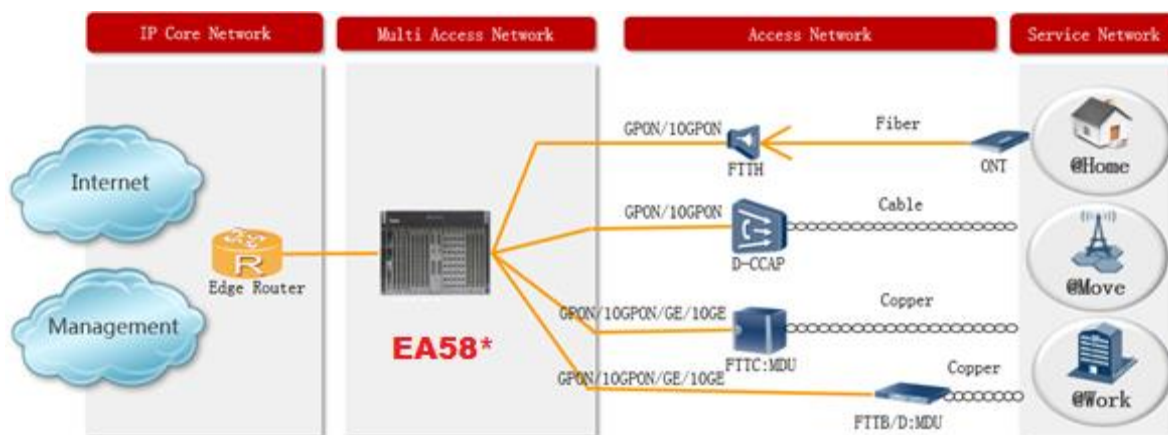 IP Core Network
Multi Access Network
Access Network
Service Network
Internet
Management
R
Edge Router
EA58*
GPON/10GPON
FTTH
Fiber
ONT
@Home
GPON/10GPON
D-CCAP
Cable
@Move
GPON/10GPON/GE/10GE
FTTC:MDU
Copper
GPON/10GPON/GE/10GE
FTTB/D:MDU
Copper
@Work